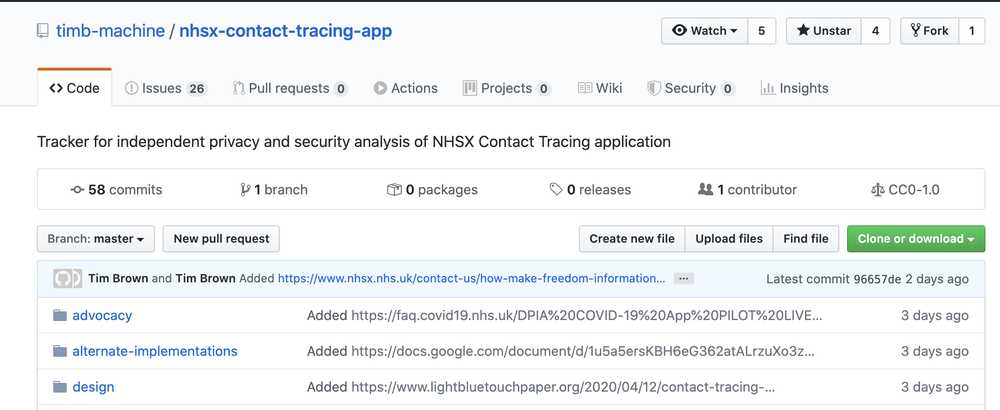 timb-machine / nhsx-contact-tracing-app Watch 5 Unstar 4 Fork 1
Code Issues 26 Pull requests 0 Actions Projects 0 Wiki Security 0 Insights
Tracker for independent privacy and security analysis of NHSX Contact Tracing application
58 commits 1 branch 0 packages 0 releases 1 contributor CC0-1.0
Branch: master New pull request Create new file Upload files Find file Clone or download
Tim Brown and Tim Brown Added https://www.nhsx.nhs.uk/contact-us/how-make-freedom-information... ... Latest commit 96657de 2 days ago
advocacy Added https://faq.covid19.nhs.uk/DPIA%20COVID-19%20App%20PILOT%20LIVE... 3 days ago
alternate-implementations Added https://docs.google.com/document/d/1u5a5ersKBH6eG362atALrzuXo3z... 3 days ago
design Added https://www.lightbluetouchpaper.org/2020/04/12/contact-tracing-... 3 days ago